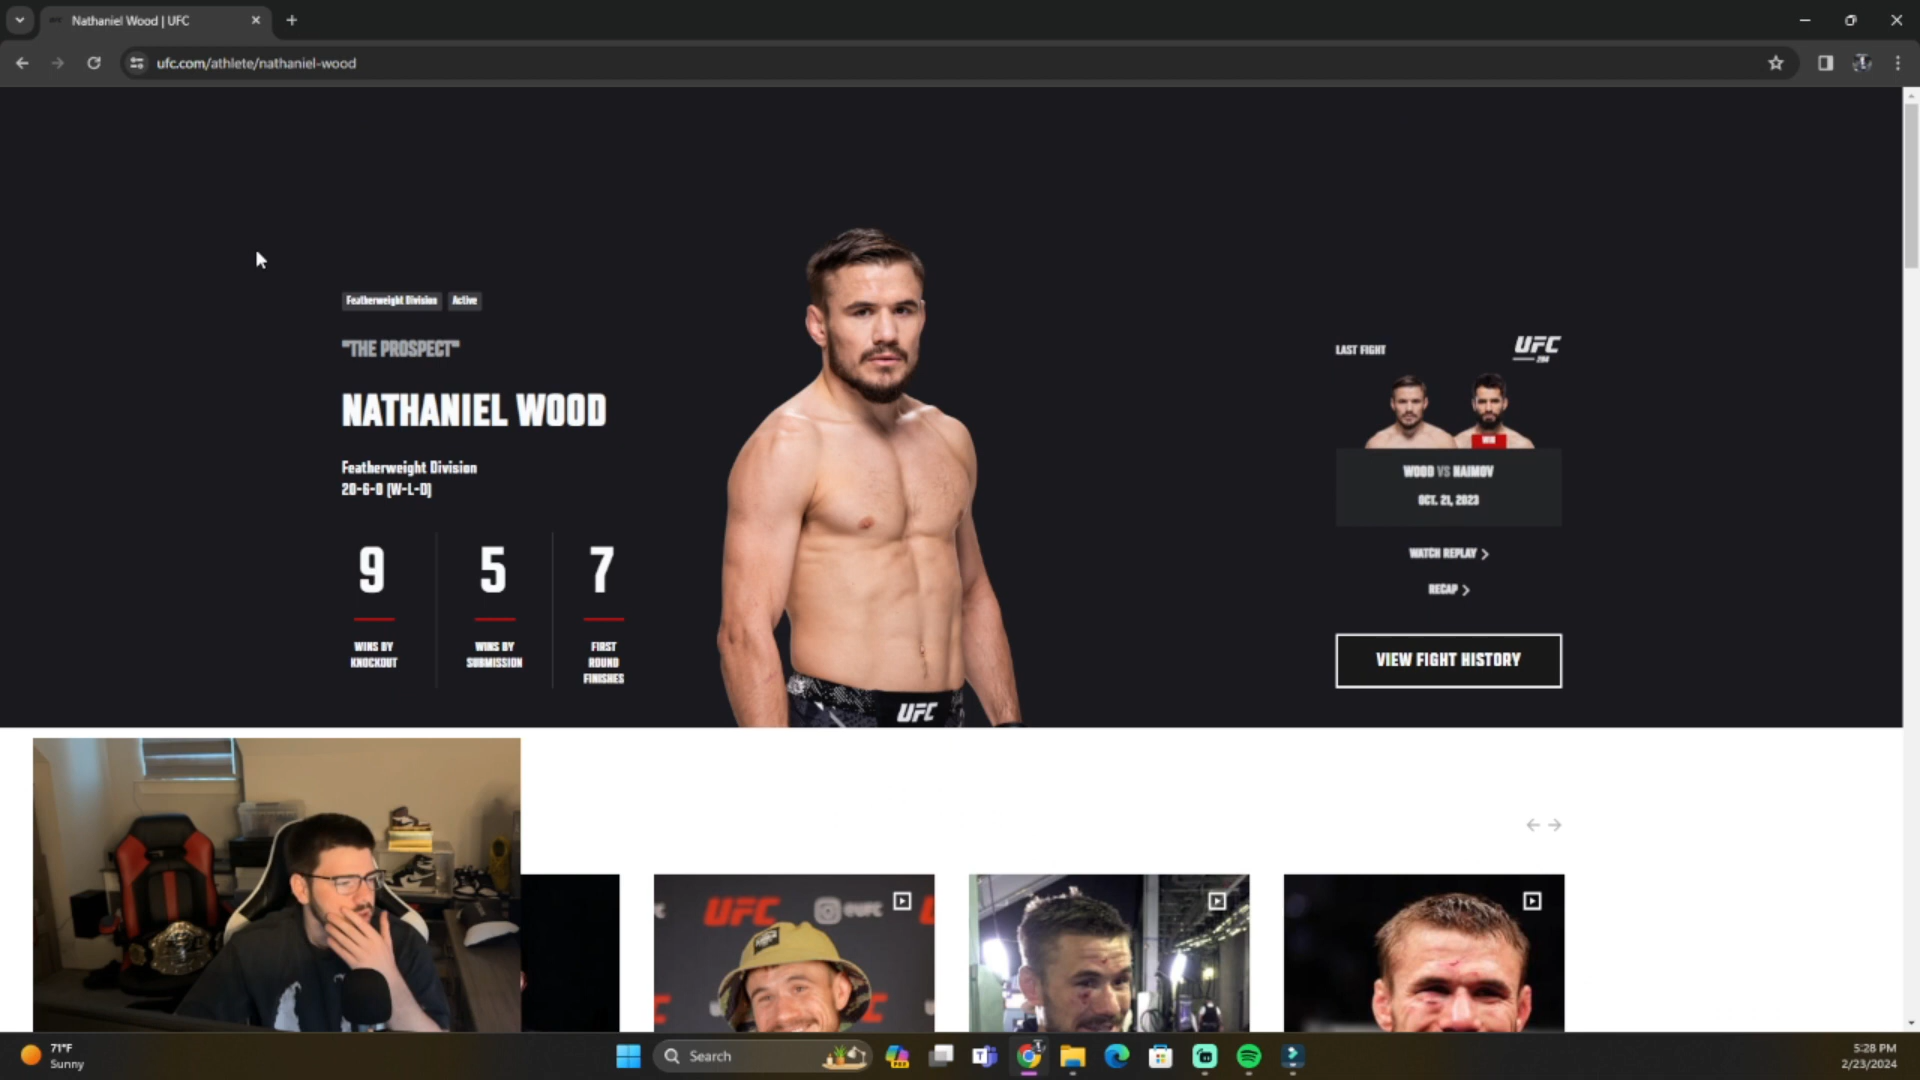 Nathaniel Wood | UFC
ufc.com/athlete/nathaniel-wood
Featherweight Division
Active
"THE PROSPECT"
NATHANIEL WOOD
Featherweight Division
20-6-0 (W-L-D)
9
WINS BY
KNOCKOUT
5
WINS BY
SUBMISSION
7
FIRST
ROUND
FINISHES
UFC
LAST FIGHT
UFC
294
WIN
WOOD VS NAIMOV
OCT. 21, 2023
WATCH REPLAY
RECAP
VIEW FIGHT HISTORY
UFC
71°F
Sunny
Search
5:28 PM
2/23/2024